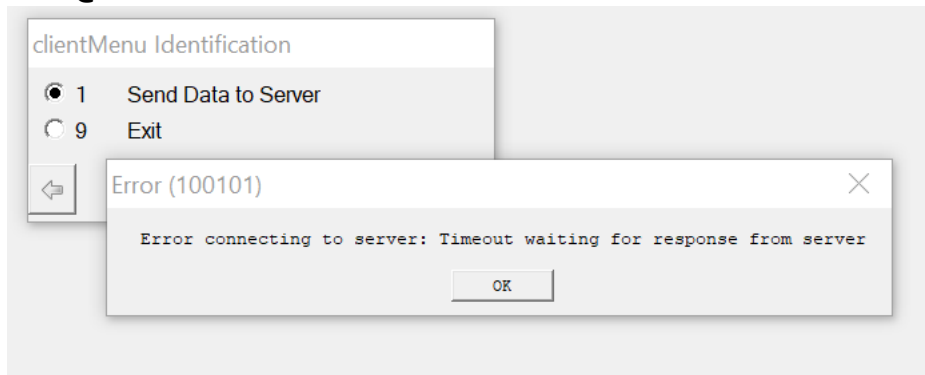 clientMenu Identification
1 Send Data to Server
9 Exit
Error (100101)
Error connecting to server: Timeout waiting for response from server
OK